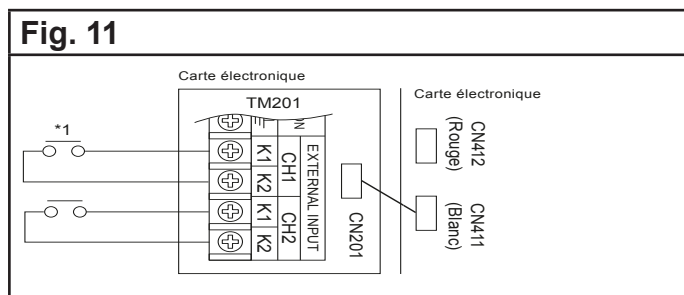 Fig. 11
Carte électronique
TM201
*1
K1
K2
K1
K2
CH1
CH2
EXTERNAL INPUT
CN201
Carte électronique
CN412
(Rouge)
CN411
(Blanc)